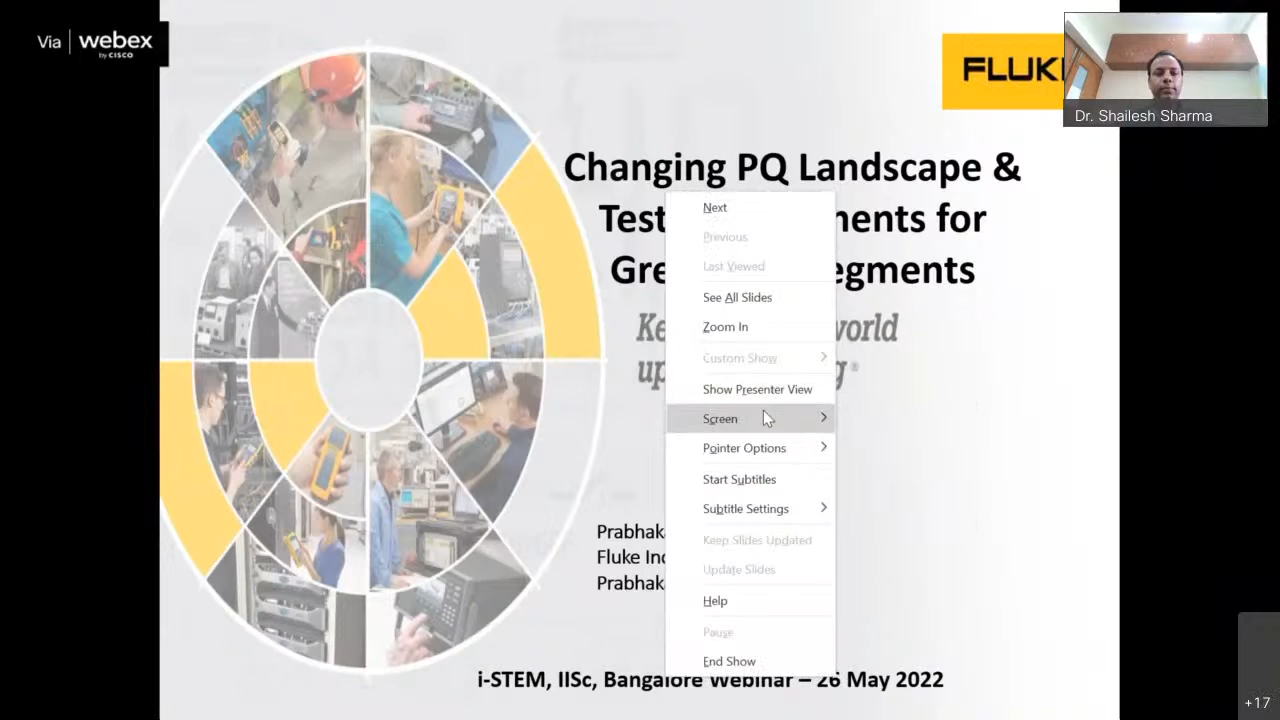 Via | webex
by CISCO
FLUK
Dr. Shailesh Sharma
Changing PQ Landscape &
Test ments for
Gre egments
Ke world
up g®
Next
Previous
Last Viewed
See All Slides
Zoom In
Custom Show
Show Presenter View
Screen
Pointer Options
Start Subtitles
Subtitle Settings
Keep Slides Updated
Update Slides
Help
Pause
End Show
Prabhaka
Fluke Ind
Prabhaka
i-STEM, IISc, Bangalore Webinar – 26 May 2022
+17